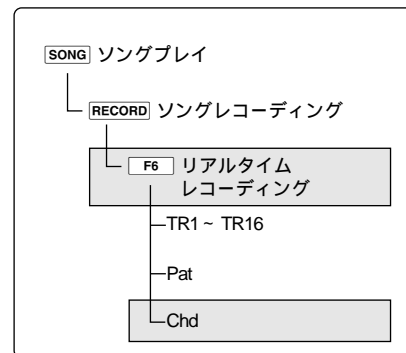 SONG ソングプレイ
RECORD ソングレコーディング
F6 リアルタイム
レコーディング
TR1～ TR16
Pat
Chd